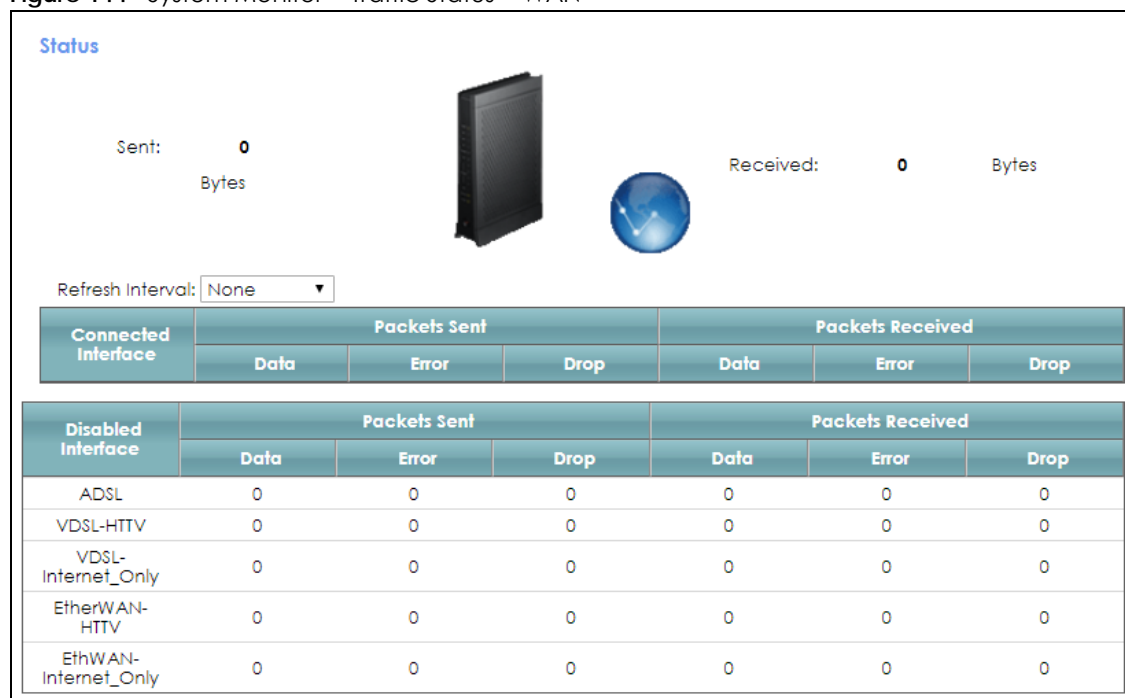 Status
Sent: 0
Bytes
Received: 0 Bytes
Refresh Interval: None
Connected Interface Packets Sent Packets Received
Data Error Drop Data Error Drop
Disabled Interface Packets Sent Packets Received
Data Error Drop Data Error Drop
ADSL 0 0 0 0 0 0
VDSL-HTTV 0 0 0 0 0 0
VDSL-
Internet_Only 0 0 0 0 0 0
EtherWAN-
HTTV 0 0 0 0 0 0
EthWAN-
Internet_Only 0 0 0 0 0 0